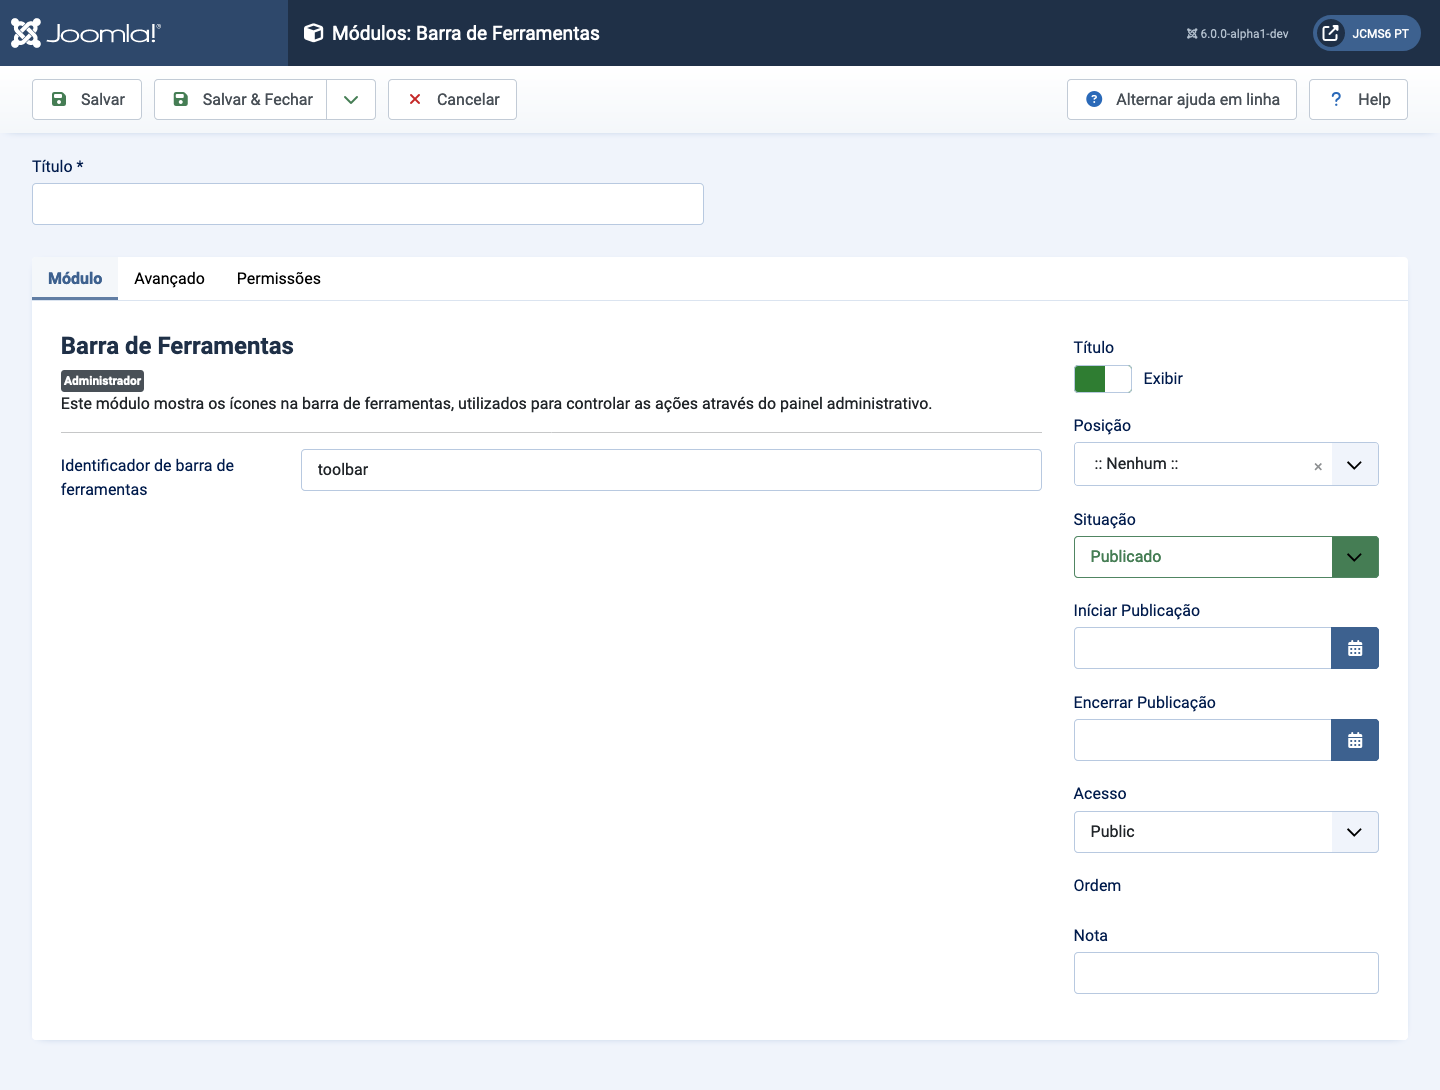 Joomla!®
Módulos: Barra de Ferramentas
6.0.0-alpha1-dev
JCMS6 PT
Salvar
Salvar & Fechar
Cancelar
Alternar ajuda em linha
? Help
Título *
Módulo
Avançado
Permissões
Barra de Ferramentas
Administrador
Este módulo mostra os ícones na barra de ferramentas, utilizados para controlar as ações através do painel administrativo.
Identificador de barra de
ferramentas
toolbar
Título
Exibir
Posição
:: Nenhum ::
Situação
Publicado
Iníciar Publicação
Encerrar Publicação
Acesso
Public
Ordem
Nota